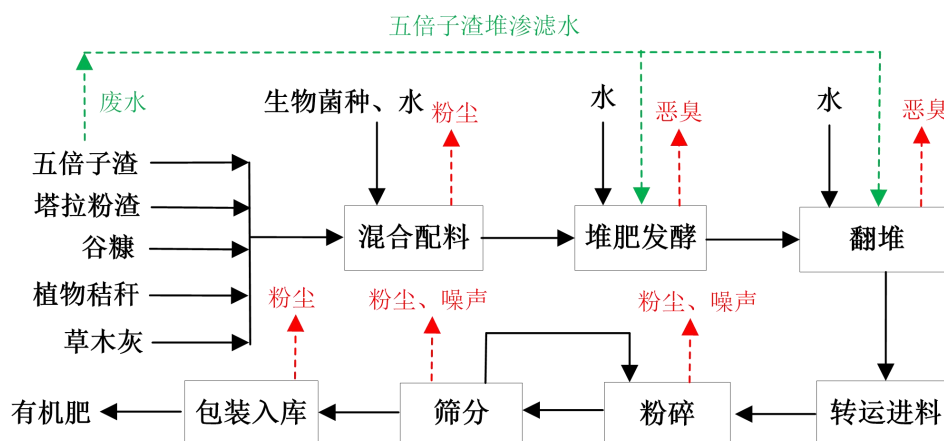 五倍子渣堆渗滤水
废水
生物菌种、水
粉尘
水
恶臭
水
恶臭
五倍子渣
塔拉粉渣
谷糠
植物秸秆
草木灰
混合配料
堆肥发酵
翻堆
粉尘
粉尘、噪声
粉尘、噪声
有机肥
包装入库
筛分
粉碎
转运进料